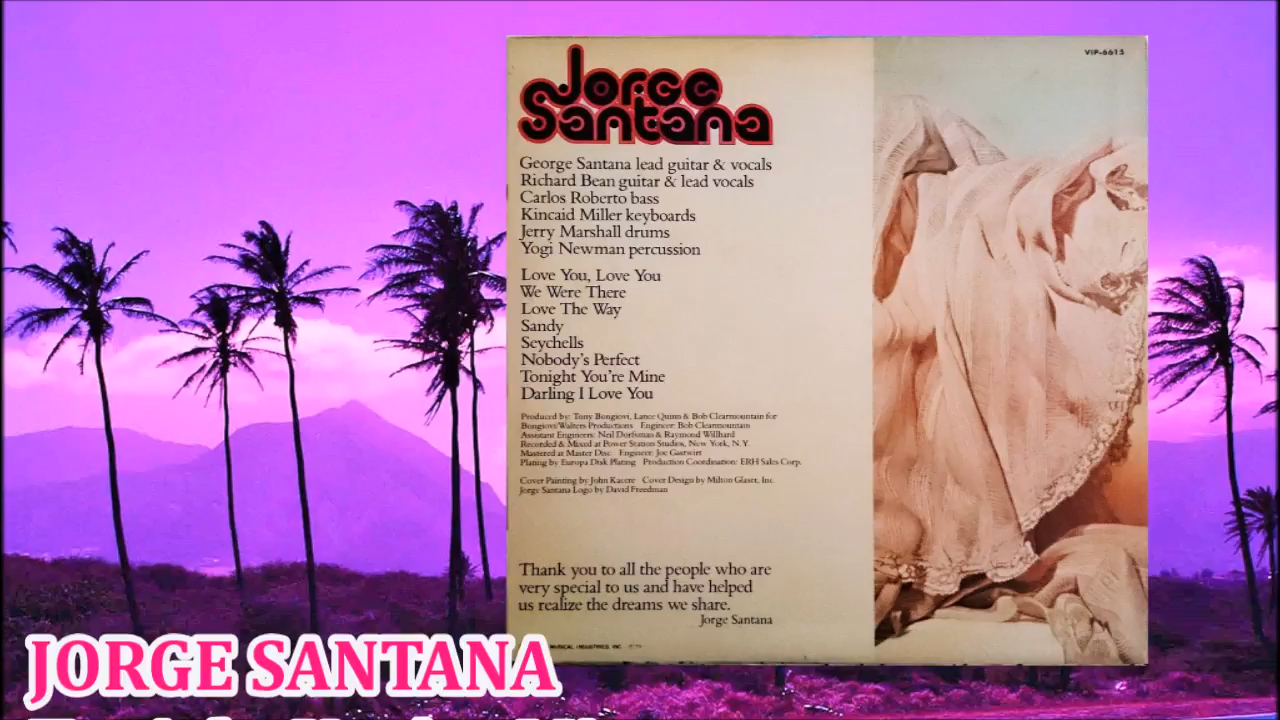 VIP-6615
Jorge
Santana
George Santana lead guitar & vocals
Richard Bean guitar & lead vocals
Carlos Roberto bass
Kincaid Miller keyboards
Jerry Marshall drums
Yogi Newman percussion
Love You, Love You
We Were There
Love The Way
Sandy
Seychells
Nobody's Perfect
Tonight You're Mine
Darling I Love You
Produced by: Tony Bongiovi, Lance Quinn & Bob Clearmountain for
Bongiovi/Walters Productions Engineer: Bob Clearmountain
Assistant Engineers: Neil Dorfsman & Raymond Willhard
Recorded & Mixed at Power Station Studios, New York, N.Y.
Mastered at Master Disc Engineer: Joe Gastwirt
Plating by Europa Disk Plating Production Coordination: ERH Sales Corp.
Cover Painting by John Kacere Cover Design by Milton Glaser, Inc.
Jorge Santana Logo by David Freedman
Thank you to all the people who are
very special to us and have helped
us realize the dreams we share.
Jorge Santana
MUSICAL INDUSTRIES, INC.
JORGE SANTANA